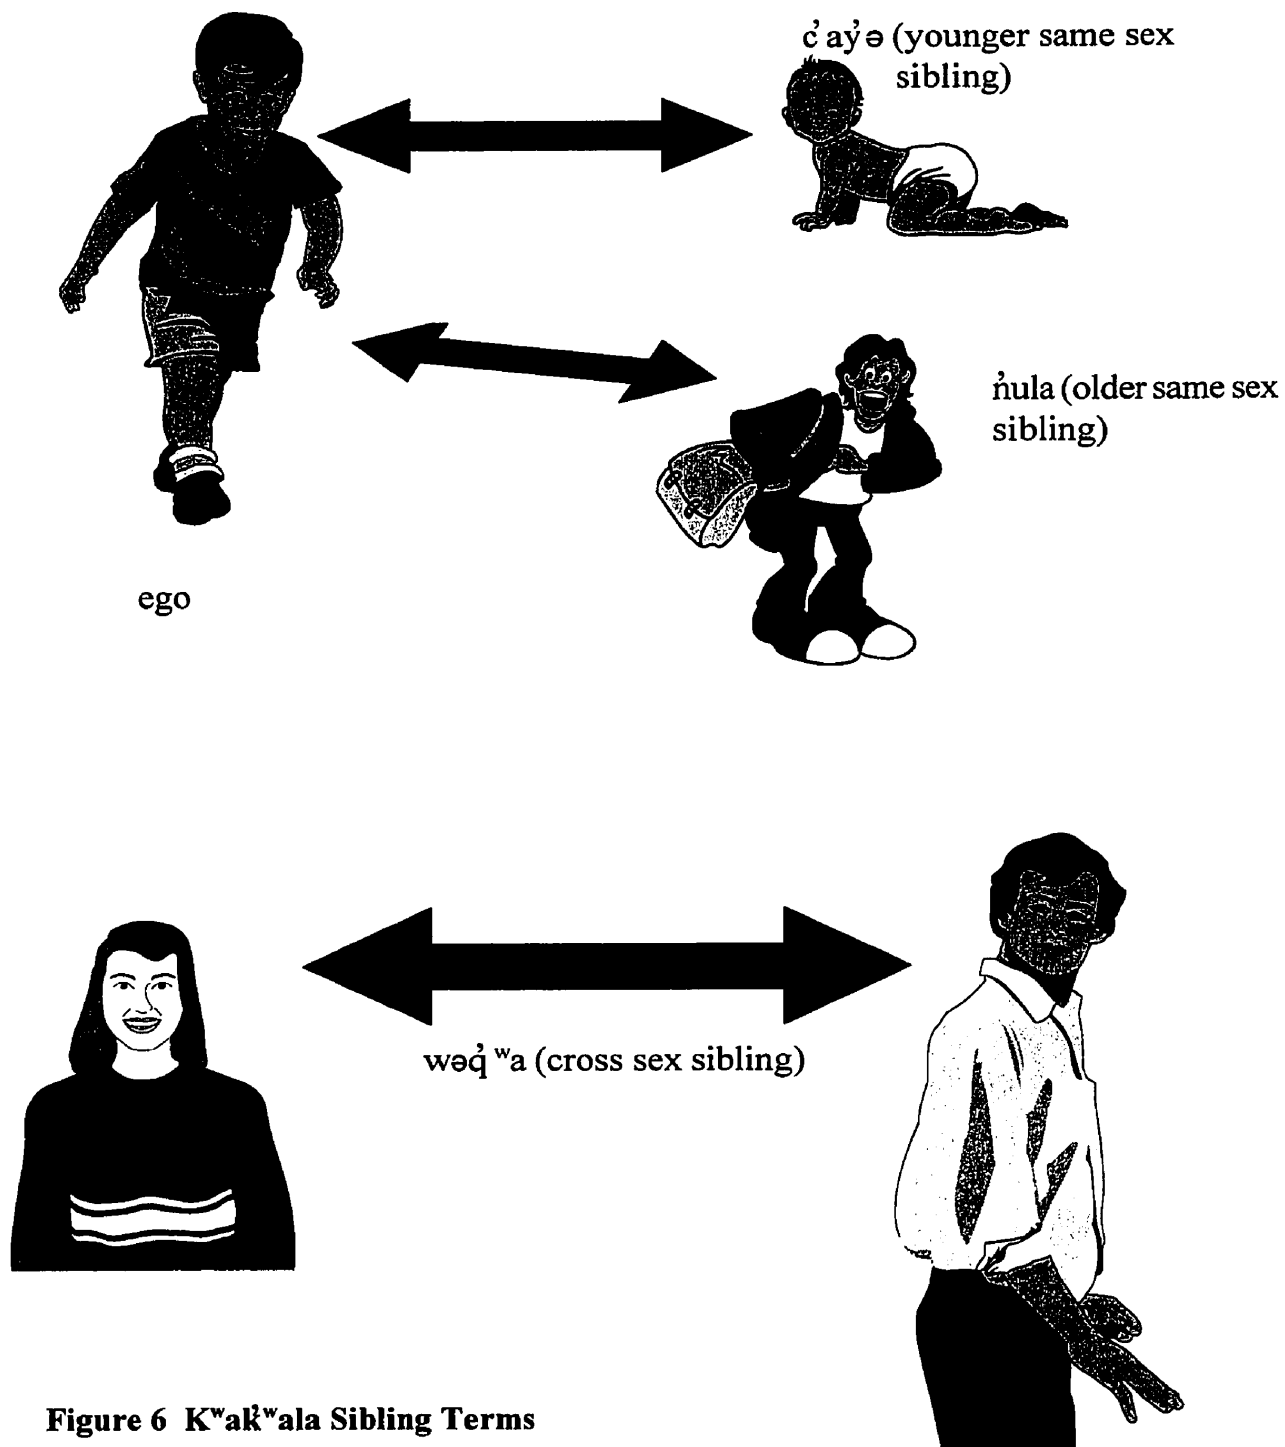 c̓ ay̓ ə (younger same sex
sibling)
n̓ula (older same sex
sibling)
ego
wəq̓ ʷa (cross sex sibling)
Figure 6 Kʷak̓ʷala Sibling Terms